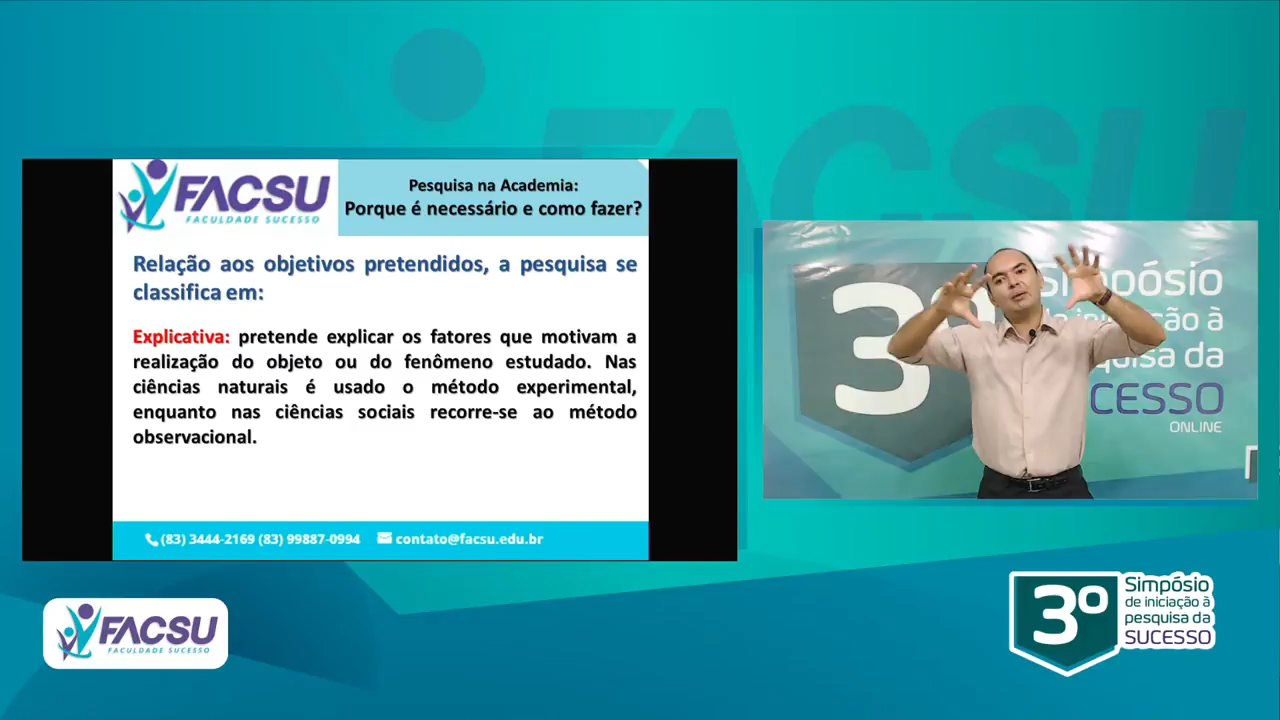 FACSU
FACSU
FACULDADE SUCESSO
Pesquisa na Academia:
Porque é necessário e como fazer?
Relação aos objetivos pretendidos, a pesquisa se
classifica em:
Explicativa: pretende explicar os fatores que motivam a
realização do objeto ou do fenômeno estudado. Nas
ciências naturais é usado o método experimental,
enquanto nas ciências sociais recorre-se ao método
observacional.
(83) 3444-2169 (83) 99887-0994 contato@facsu.edu.br
3º Simpósio
à
da
CESSO
ONLINE
FACSU
FACULDADE SUCESSO
3º
Simpósio
de iniciação à
pesquisa da
SUCESSO